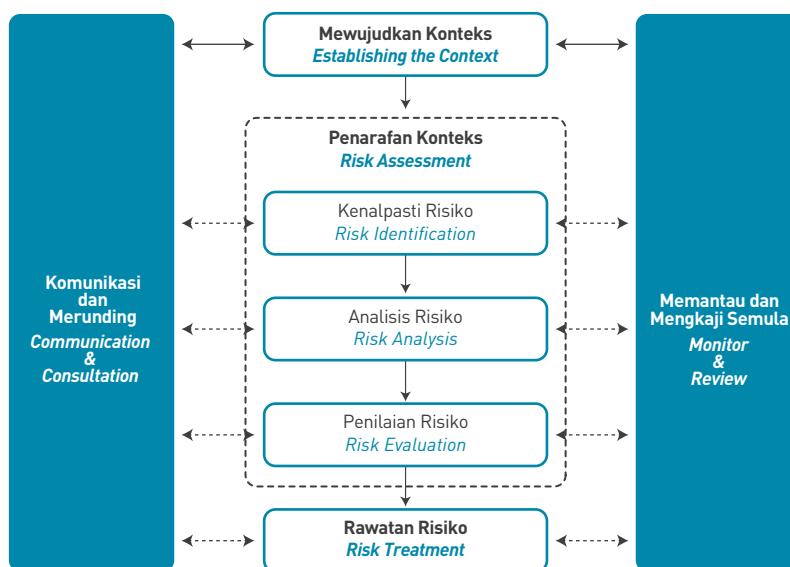 Mewujudkan Konteks
Establishing the Context
Penarafan Konteks
Risk Assessment
Kenalpasti Risiko
Risk Identification
Analisis Risiko
Risk Analysis
Penilaian Risiko
Risk Evaluation
Rawatan Risiko
Risk Treatment
Komunikasi
dan
Merunding
Communication
&
Consultation
Memantau dan
Mengkaji Semula
Monitor
&
Review